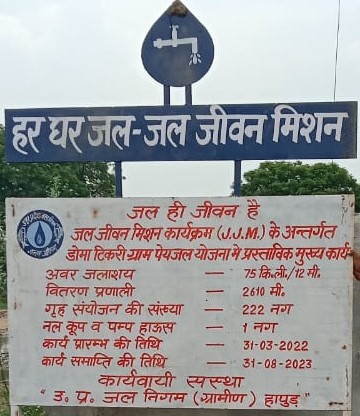 हर घर जल-जल जीवन मिशन
जल ही जीवन है
जल जीवन मिशन कार्यक्रम (J.J.M.) के अन्तर्गत
डोमा टिकरी ग्राम पेयजल योजना मे प्रस्तावित मुख्य कार्य
अवर जलाशय — 75 कि.ली./12 मी.
वितरण प्रणाली — 2610 मी.
गृह संयोजन की संख्या — 222 नग
नल कूप व पम्प हाऊस — 1 नग
कार्य प्रारम्भ की तिथि — 31-03-2022
कार्य समाप्ति की तिथि — 31-08-2023
कार्यवायी संस्था
"उ. प्र. जल निगम (ग्रामीण) हापुड़"